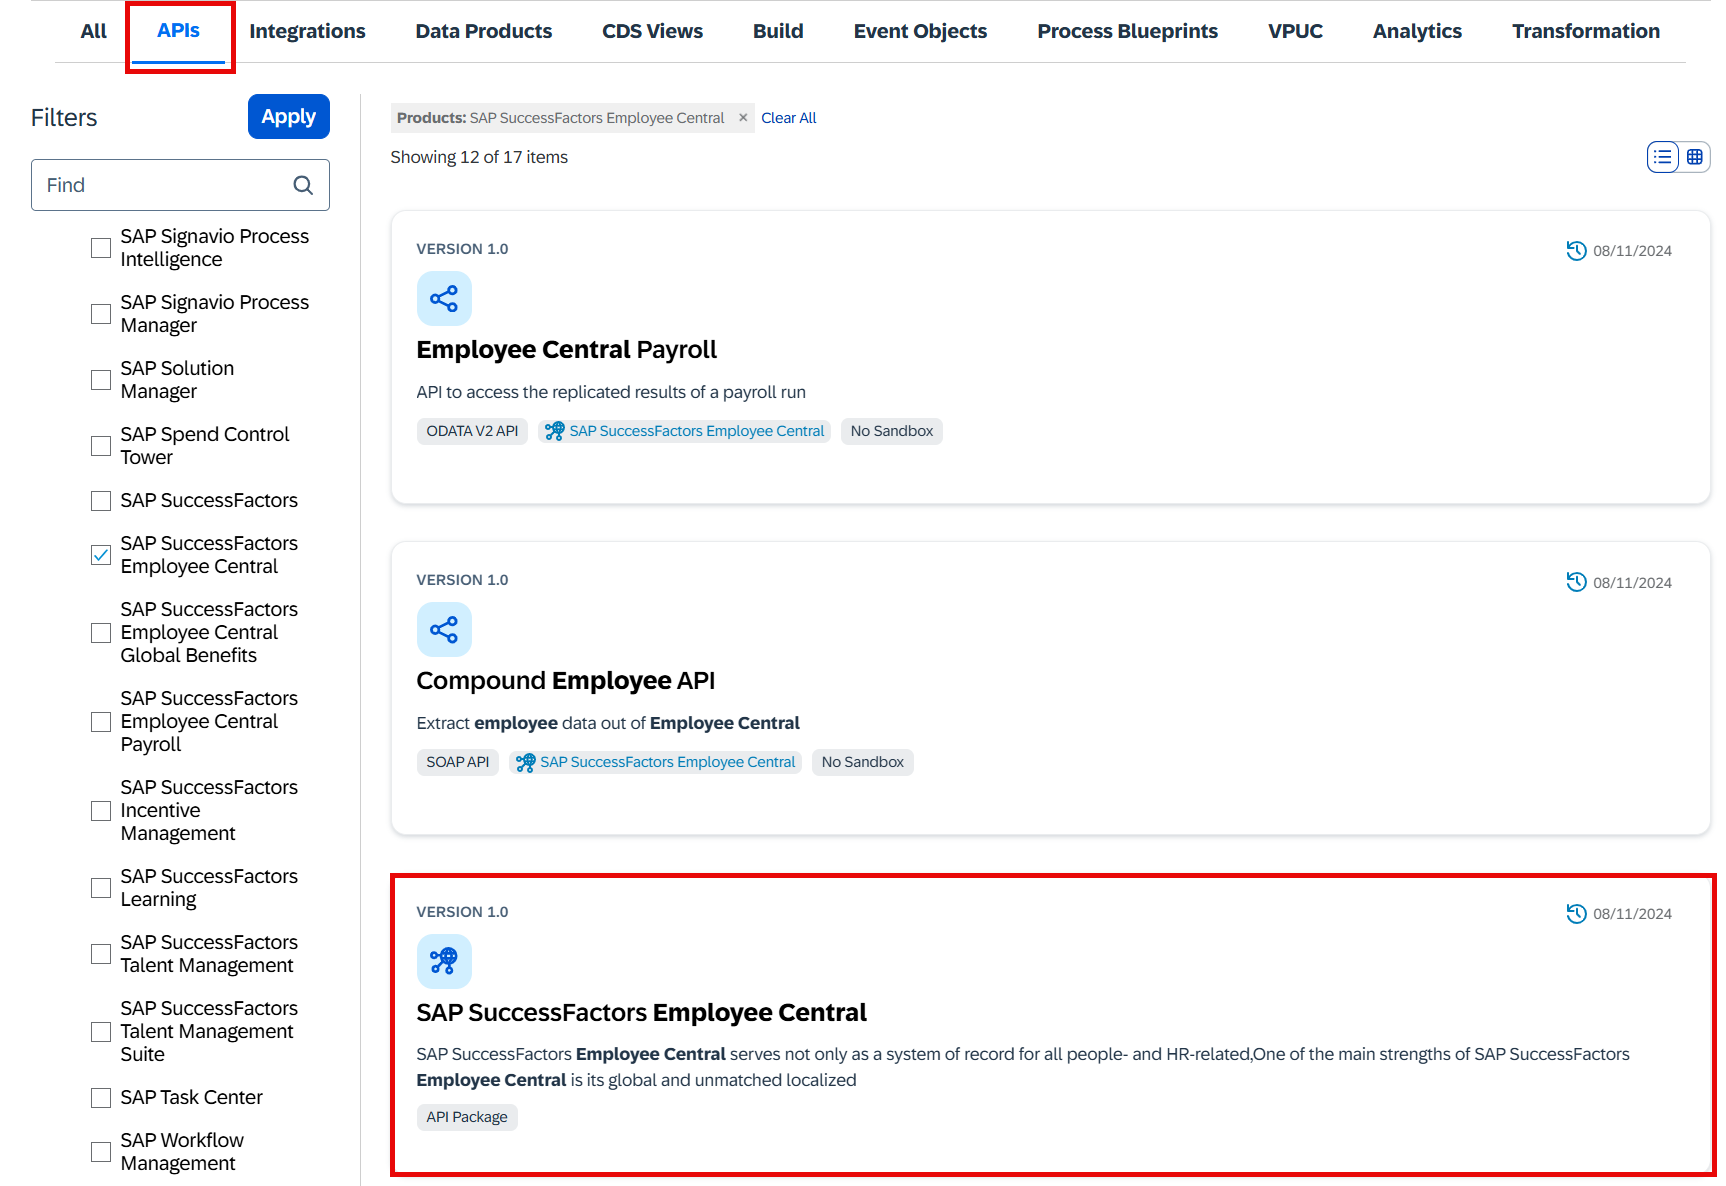 All APIs Integrations Data Products CDS Views Build Event Objects Process Blueprints VPUC Analytics Transformation
Filters
Apply
Find
SAP Signavio Process
Intelligence
SAP Signavio Process
Manager
SAP Solution
Manager
SAP Spend Control
Tower
SAP SuccessFactors
SAP SuccessFactors
Employee Central
SAP SuccessFactors
Employee Central
Global Benefits
SAP SuccessFactors
Employee Central
Payroll
SAP SuccessFactors
Incentive
Management
SAP SuccessFactors
Learning
SAP SuccessFactors
Talent Management
SAP SuccessFactors
Talent Management
Suite
SAP Task Center
SAP Workflow
Management
Products: SAP SuccessFactors Employee Central × Clear All
Showing 12 of 17 items
VERSION 1.0
08/11/2024
Employee Central Payroll
API to access the replicated results of a payroll run
ODATA V2 API SAP SuccessFactors Employee Central No Sandbox
VERSION 1.0
08/11/2024
Compound Employee API
Extract employee data out of Employee Central
SOAP API SAP SuccessFactors Employee Central No Sandbox
VERSION 1.0
08/11/2024
SAP SuccessFactors Employee Central
SAP SuccessFactors Employee Central serves not only as a system of record for all people- and HR-related,One of the main strengths of SAP SuccessFactors
Employee Central is its global and unmatched localized
API Package